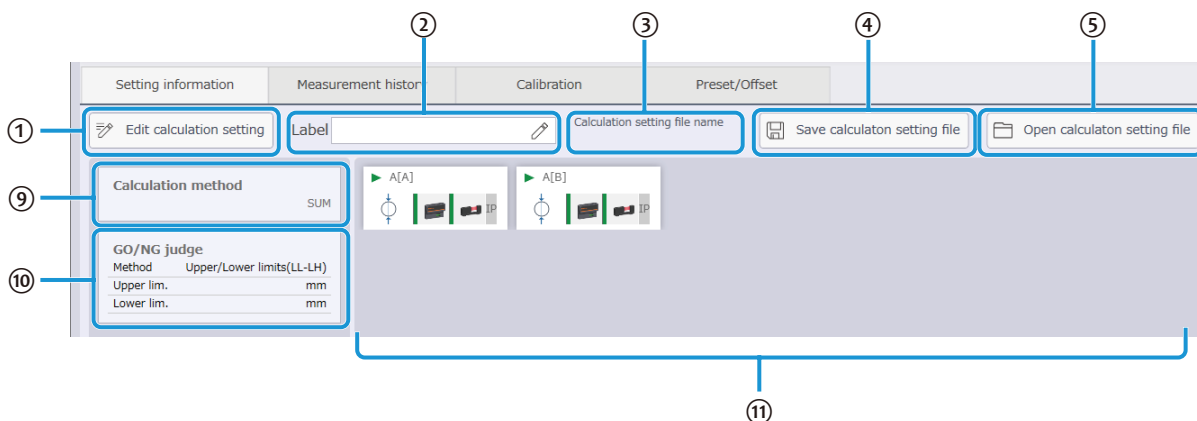 ② ③ ④ ⑤
Setting information Measurement history Calibration Preset/Offset
① Edit calculation setting Label Calculation setting file name Save calculaton setting file Open calculaton setting file
⑨ Calculation method
SUM
A[A] A[B]
IP IP
⑩ GO/NG judge
Method Upper/Lower limits(LL-LH)
Upper lim. mm
Lower lim. mm
⑪